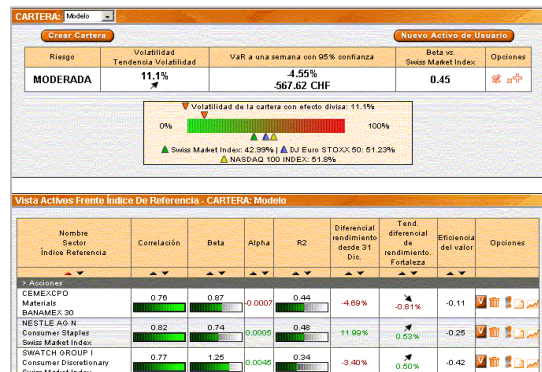 CARTERA: Modelo
Crear Cartera
Nuevo Activo de Usuario
Riesgo
Volatilidad
Tendencia Volatilidad
VaR a una semana con 95% confianza
Beta vs.
Swiss Market Index
Opciones
MODERADA
11.1%
-4.55%
-567.62 CHF
0.45
Volatilidad de la cartera con efecto divisa: 11.1%
0%
100%
Swiss Market Index: 42.99% | DJ Euro STOXX 50: 51.23%
NASDAQ 100 INDEX: 51.8%
Vista Activos Frente Índice De Referencia - CARTERA: Modelo
Nombre
Sector
Índice Referencia
Correlación
Beta
Alpha
R2
Diferencial
rendimiento
desde 31
Dic.
Tend.
diferencial
de
rendimiento.
Fortaleza
Eficiencia
del valor
Opciones
> Acciones
CEMEXCPO
Materials
BANAMEX 30
0.76
0.87
-0.0007
0.44
-4.69%
-0.81%
-0.11
NESTLE AG N
Consumer Staples
Swiss Market Index
0.82
0.74
0.0005
0.48
11.99%
0.53%
-0.25
SWATCH GROUP I
Consumer Discretionary
Swiss Market Index
0.77
1.25
0.0046
0.34
-3.40%
0.50%
-0.42